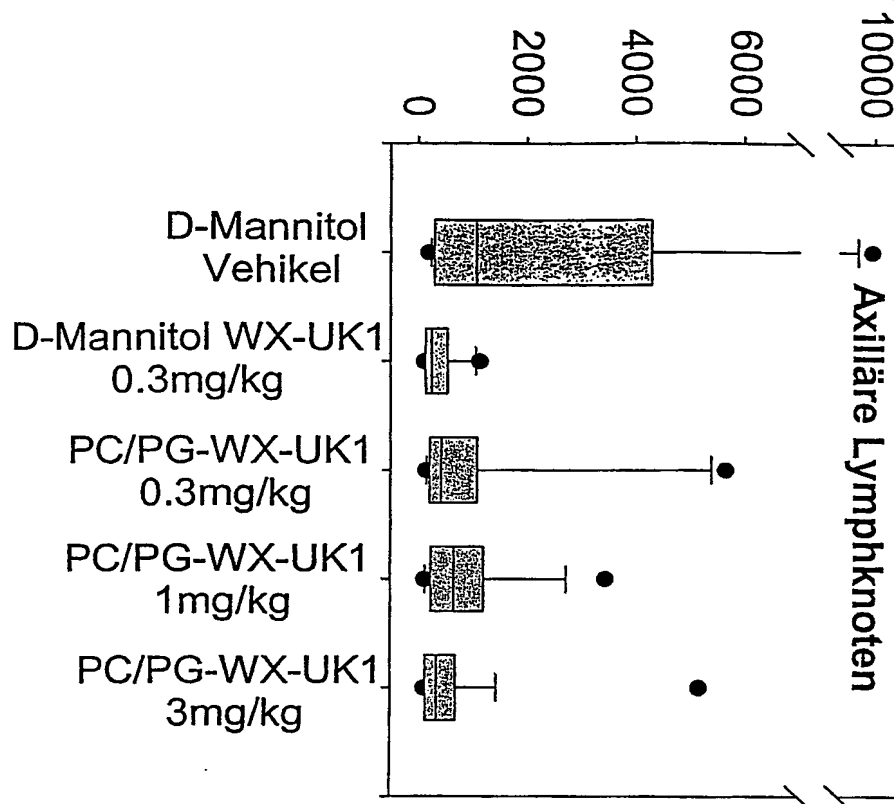 0
2000
4000
6000
10000
Axilläre Lymphknoten
D-Mannitol
Vehikel
D-Mannitol WX-UK1
0.3mg/kg
PC/PG-WX-UK1
0.3mg/kg
PC/PG-WX-UK1
1mg/kg
PC/PG-WX-UK1
3mg/kg